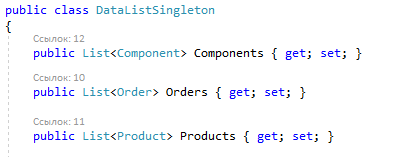 public class DataListSingleton
{
Ссылок: 12
public List<Component> Components { get; set; }
Ссылок: 10
public List<Order> Orders { get; set; }
Ссылок: 11
public List<Product> Products { get; set; }